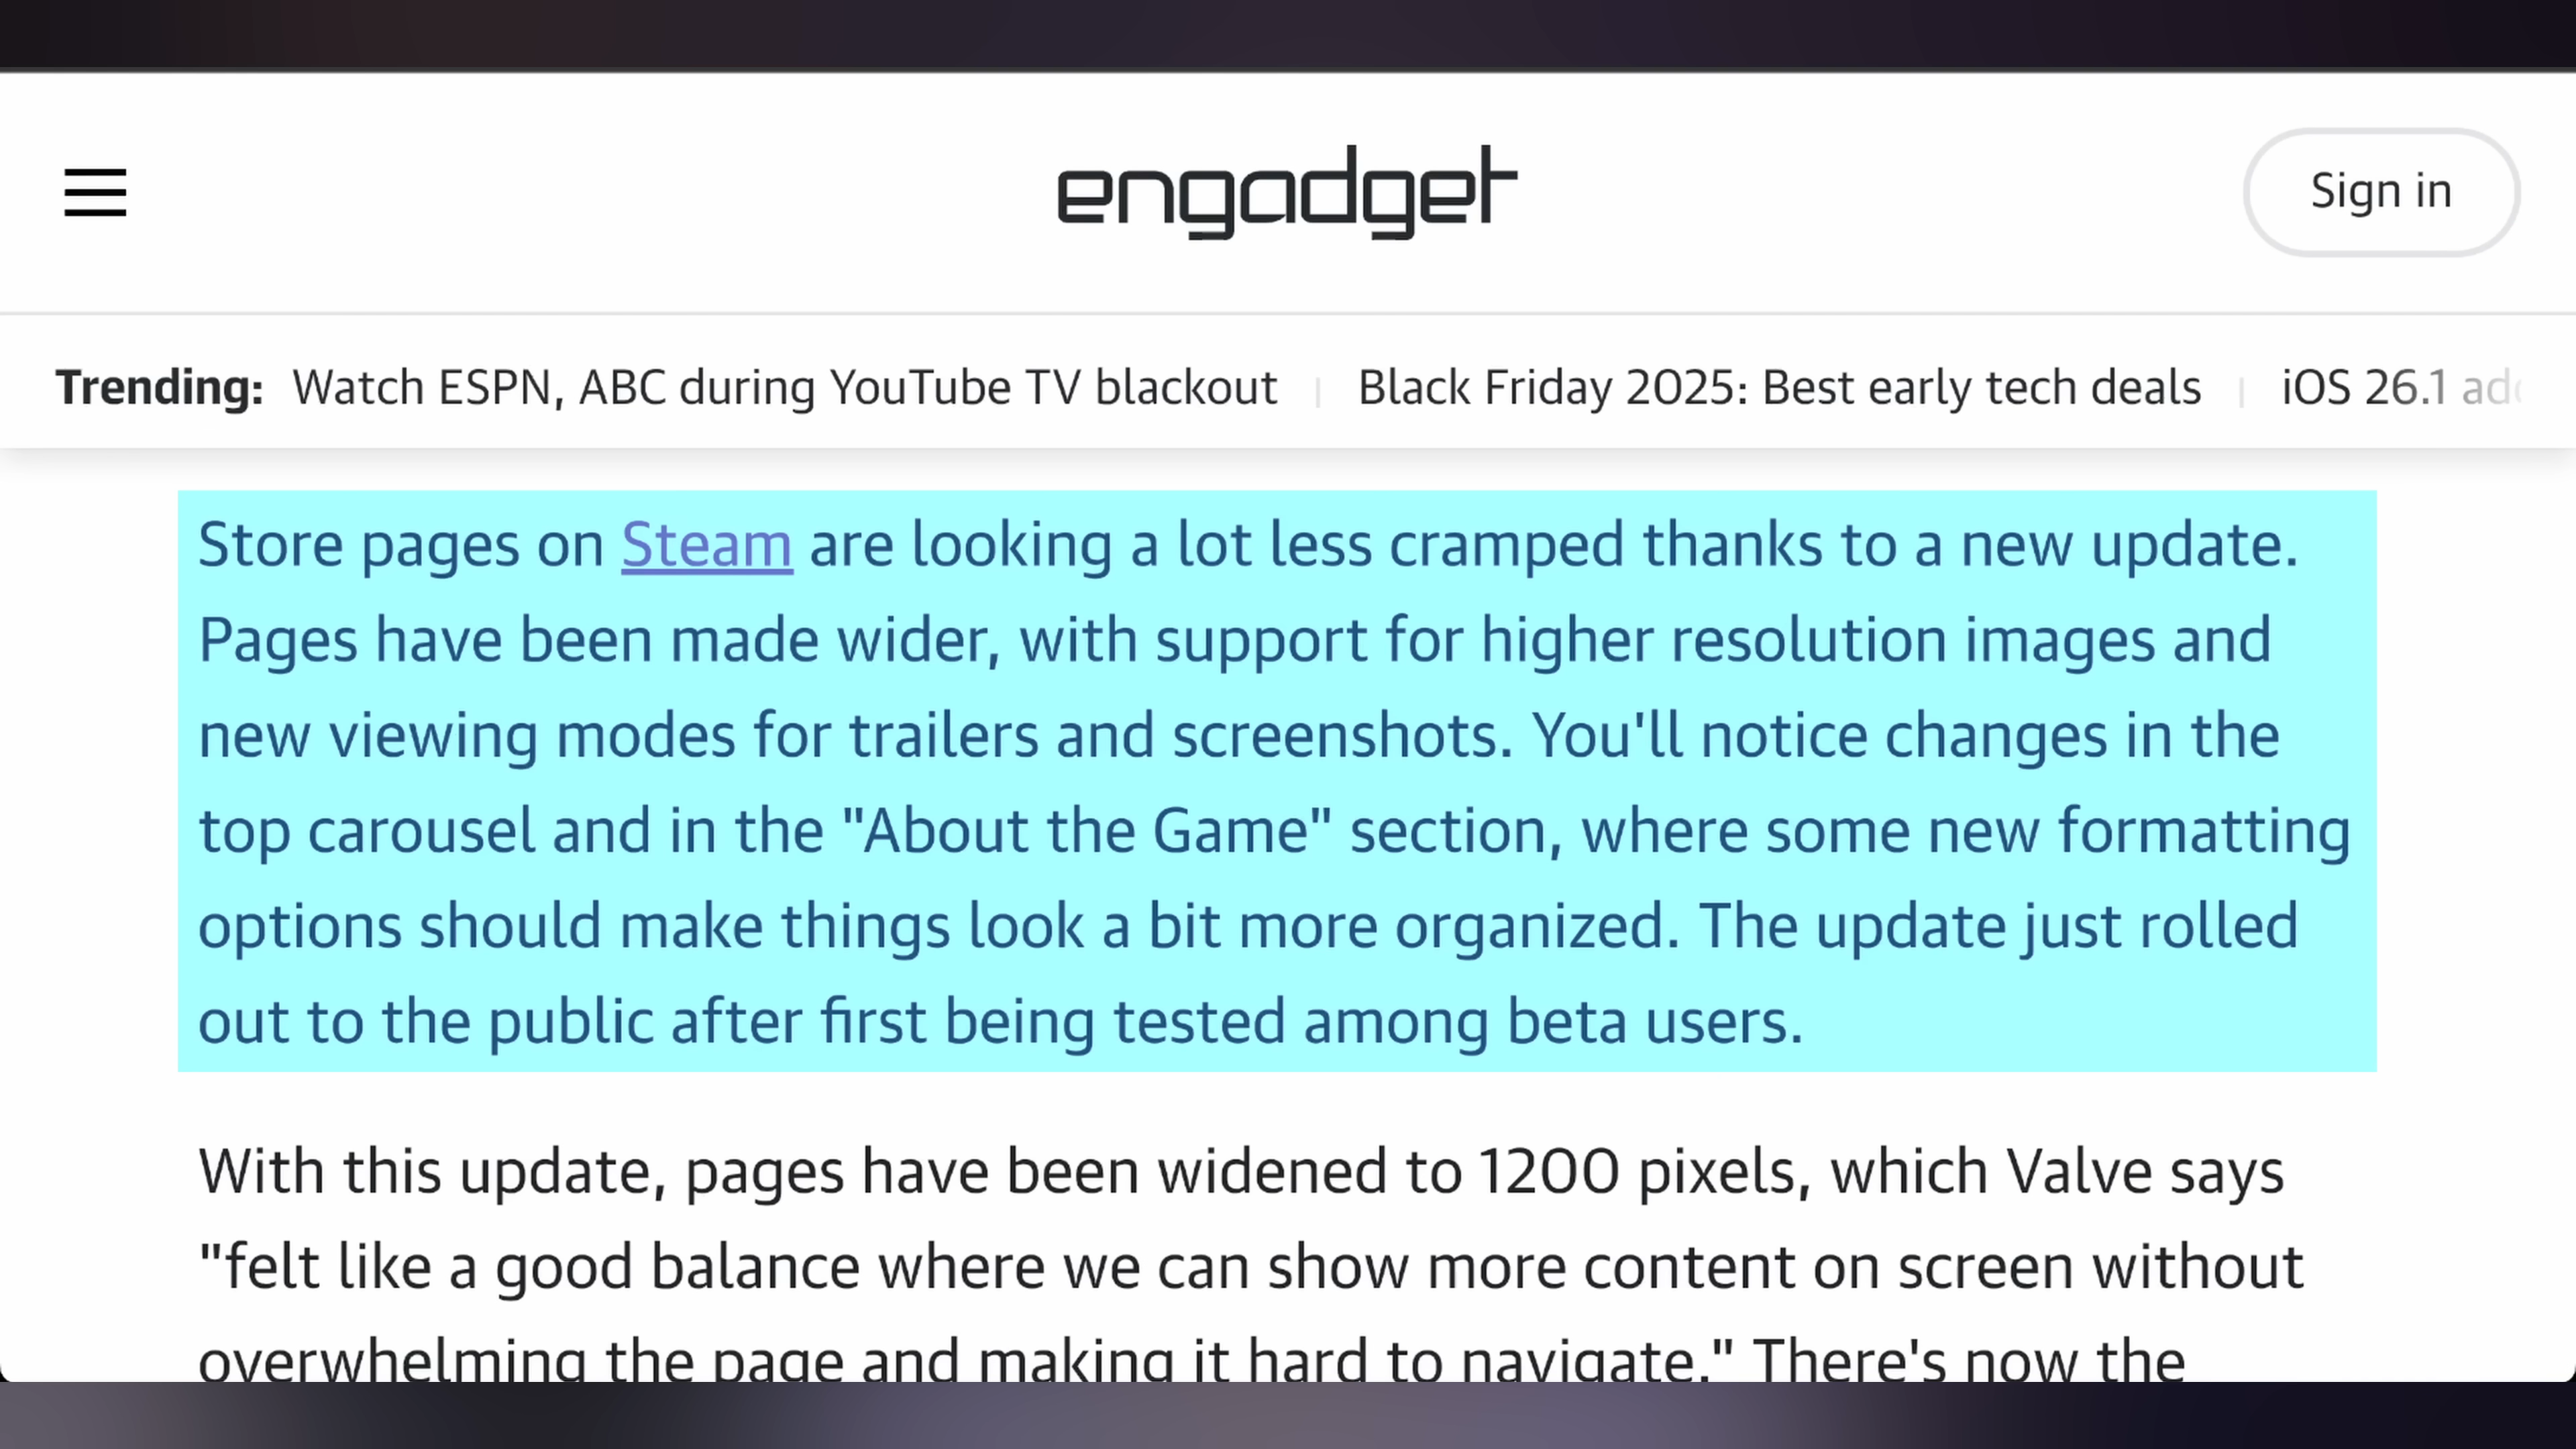 engadget
Sign in
Trending: Watch ESPN, ABC during YouTube TV blackout | Black Friday 2025: Best early tech deals | iOS 26.1
Store pages on Steam are looking a lot less cramped thanks to a new update.
Pages have been made wider, with support for higher resolution images and
new viewing modes for trailers and screenshots. You'll notice changes in the
top carousel and in the "About the Game" section, where some new formatting
options should make things look a bit more organized. The update just rolled
out to the public after first being tested among beta users.
With this update, pages have been widened to 1200 pixels, which Valve says
"felt like a good balance where we can show more content on screen without
overwhelming the page and making it hard to navigate." There's now the